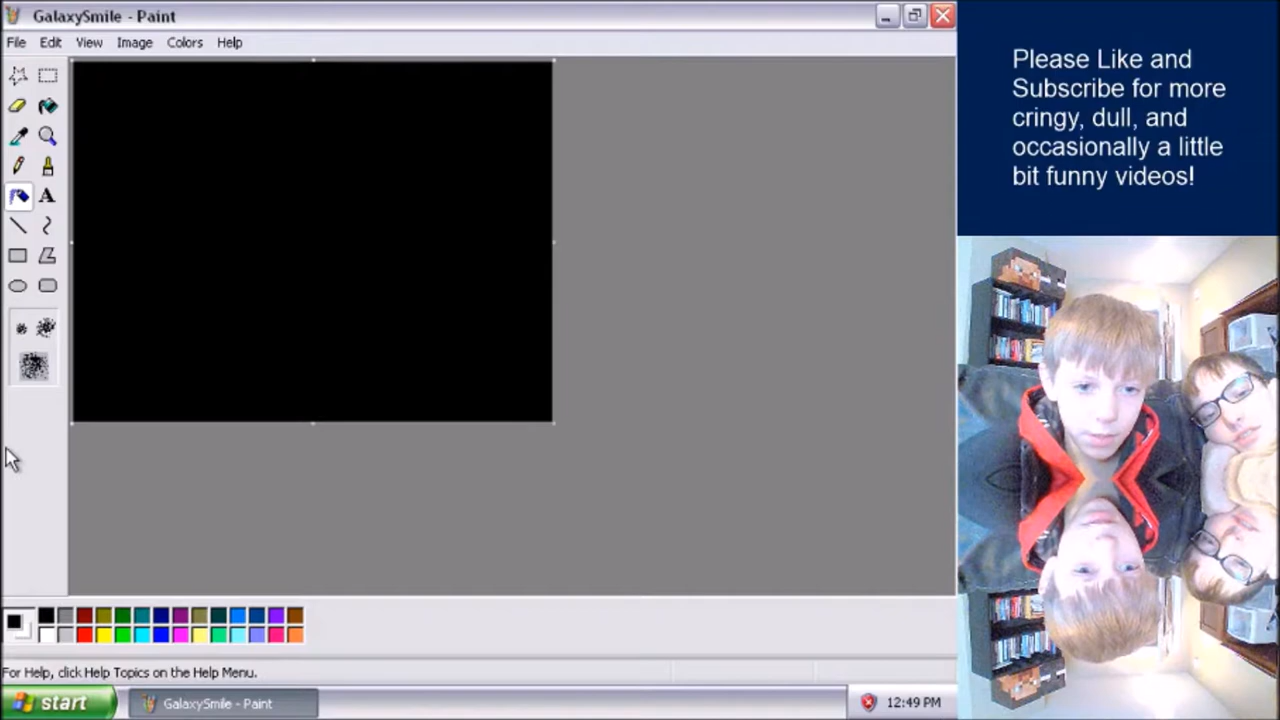 GalaxySmile - Paint
File Edit View Image Colors Help
A
For Help, click Help Topics on the Help Menu.
start GalaxySmile - Paint 12:49 PM
Please Like and
Subscribe for more
cringy, dull, and
occasionally a little
bit funny videos!